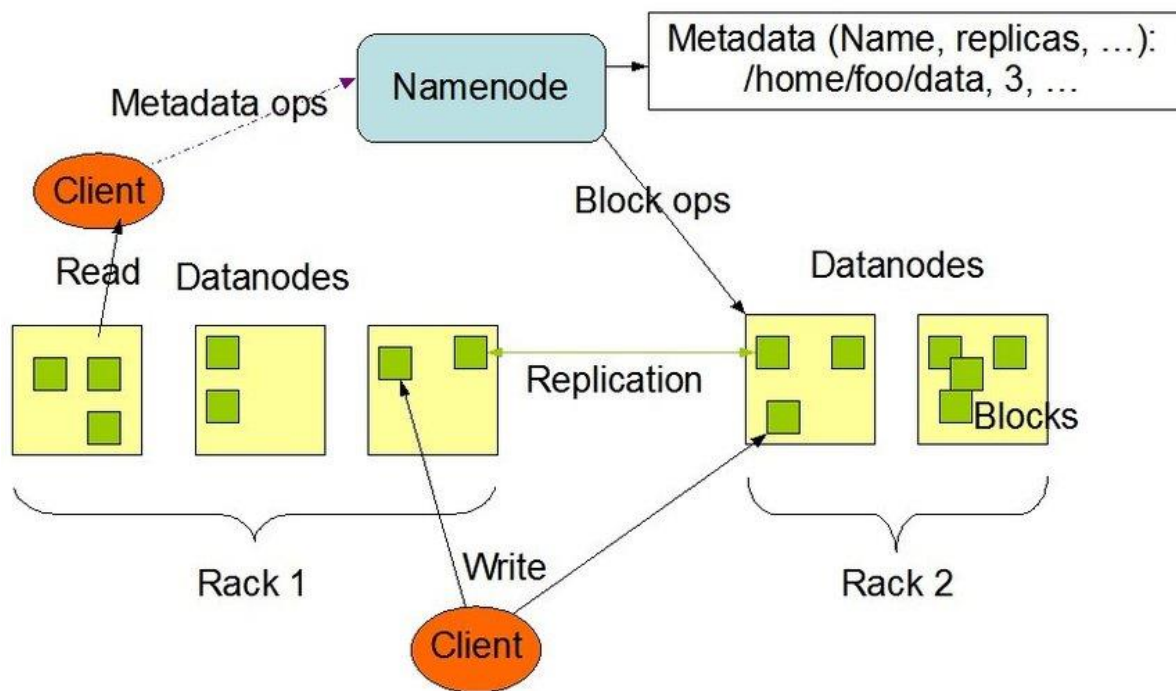 Metadata (Name, replicas, …):
/home/foo/data, 3, …
Namenode
Metadata ops
Client
Block ops
Read
Datanodes
Datanodes
Replication
Blocks
Rack 1
Write
Rack 2
Client